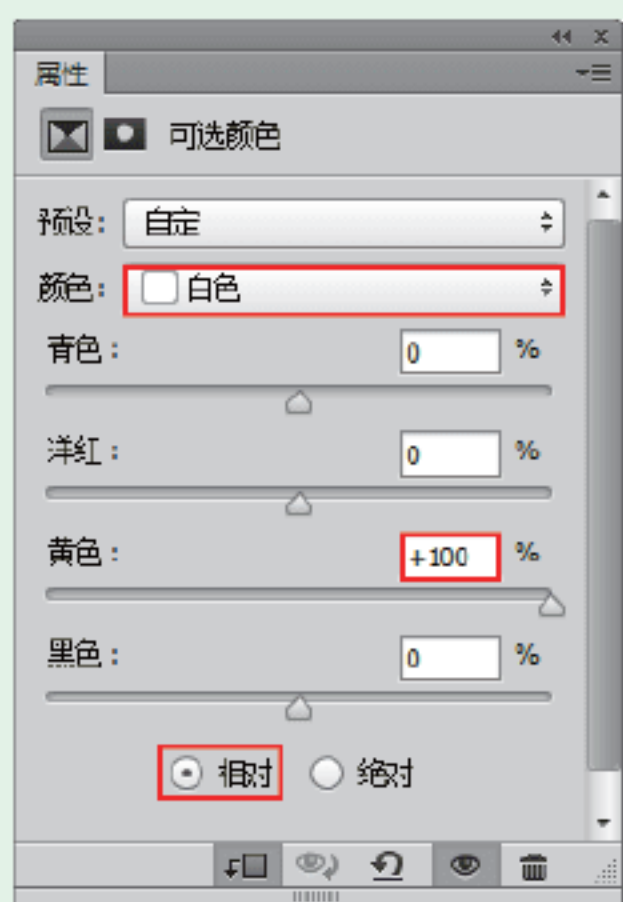 属性
可选颜色
预设： 自定
颜色： 白色
青色： 0 %
洋红： 0 %
黄色： +100 %
黑色： 0 %
相对 绝对